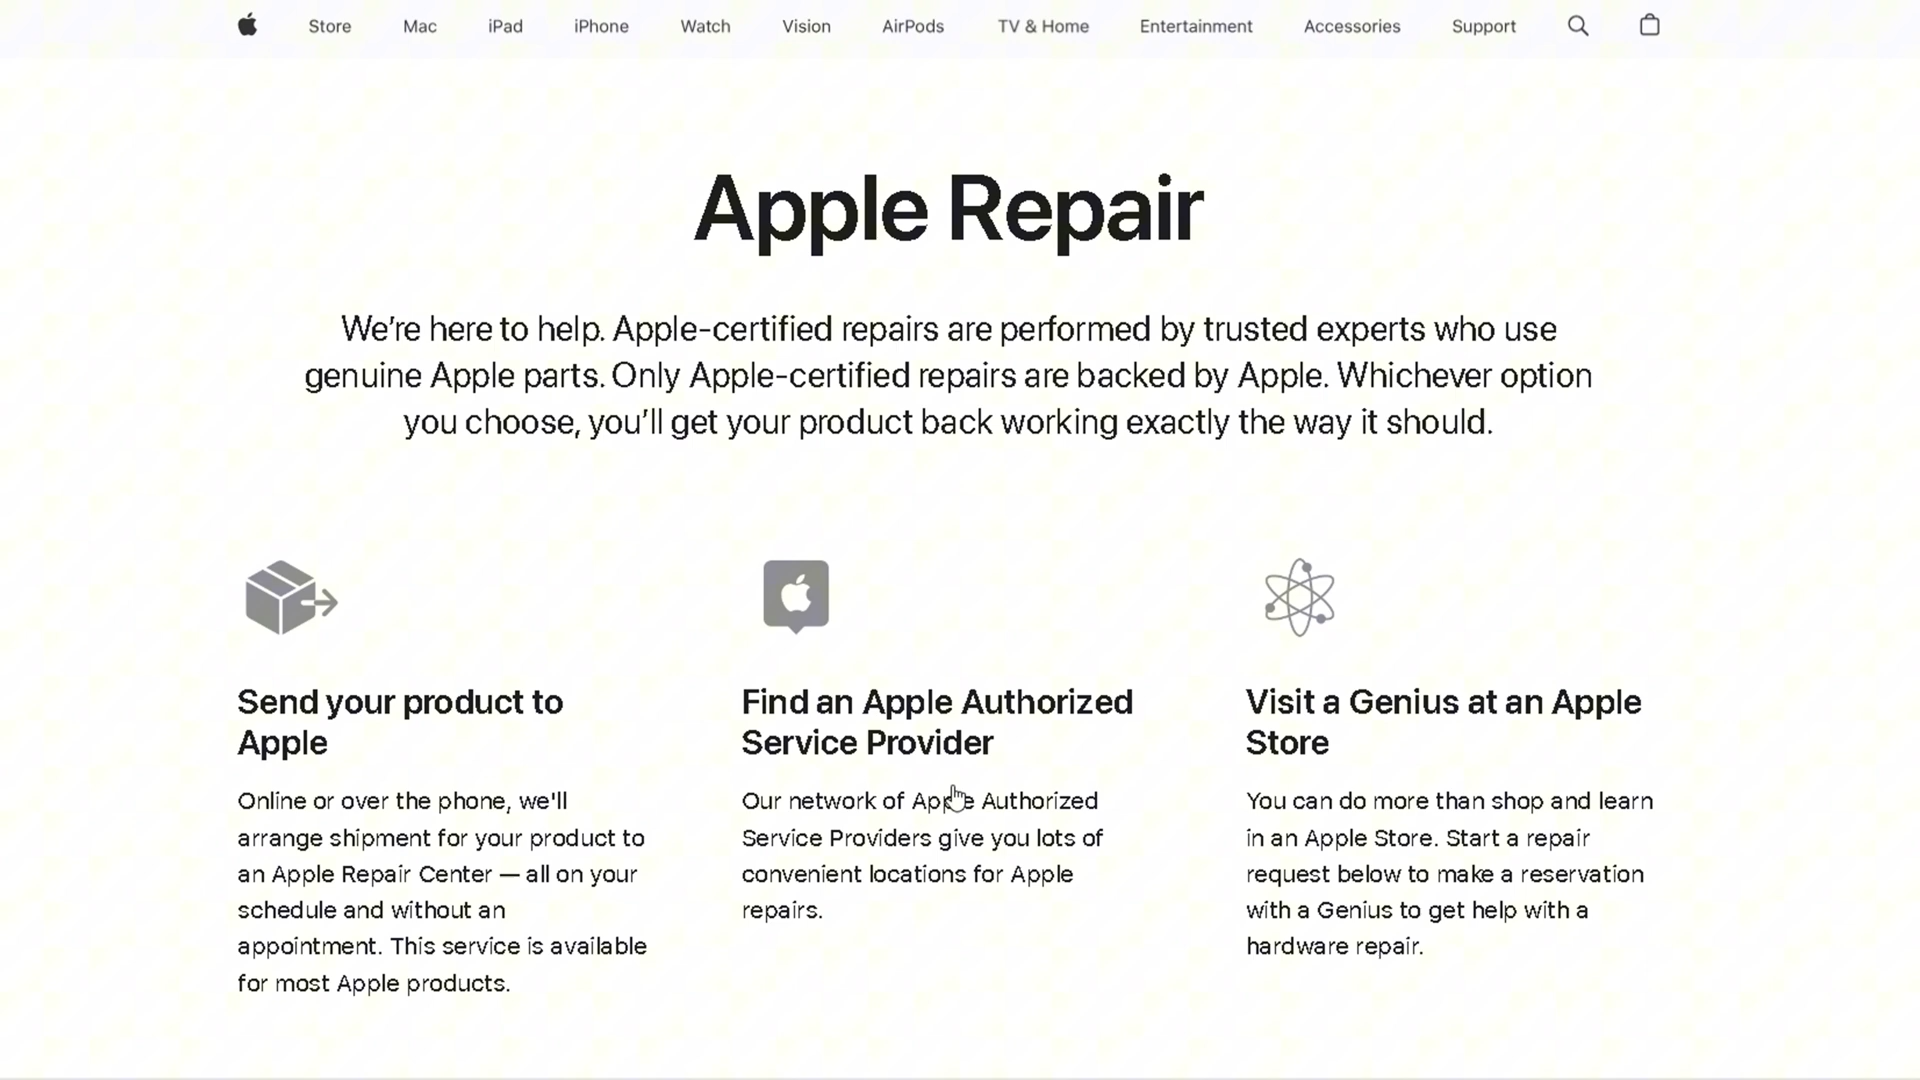 Store Mac iPad iPhone Watch Vision AirPods TV & Home Entertainment Accessories Support
Apple Repair
We’re here to help. Apple-certified repairs are performed by trusted experts who use
genuine Apple parts. Only Apple-certified repairs are backed by Apple. Whichever option
you choose, you’ll get your product back working exactly the way it should.
Send your product to
Apple
Online or over the phone, we'll
arrange shipment for your product to
an Apple Repair Center — all on your
schedule and without an
appointment. This service is available
for most Apple products.
Find an Apple Authorized
Service Provider
Our network of Apple Authorized
Service Providers give you lots of
convenient locations for Apple
repairs.
Visit a Genius at an Apple
Store
You can do more than shop and learn
in an Apple Store. Start a repair
request below to make a reservation
with a Genius to get help with a
hardware repair.